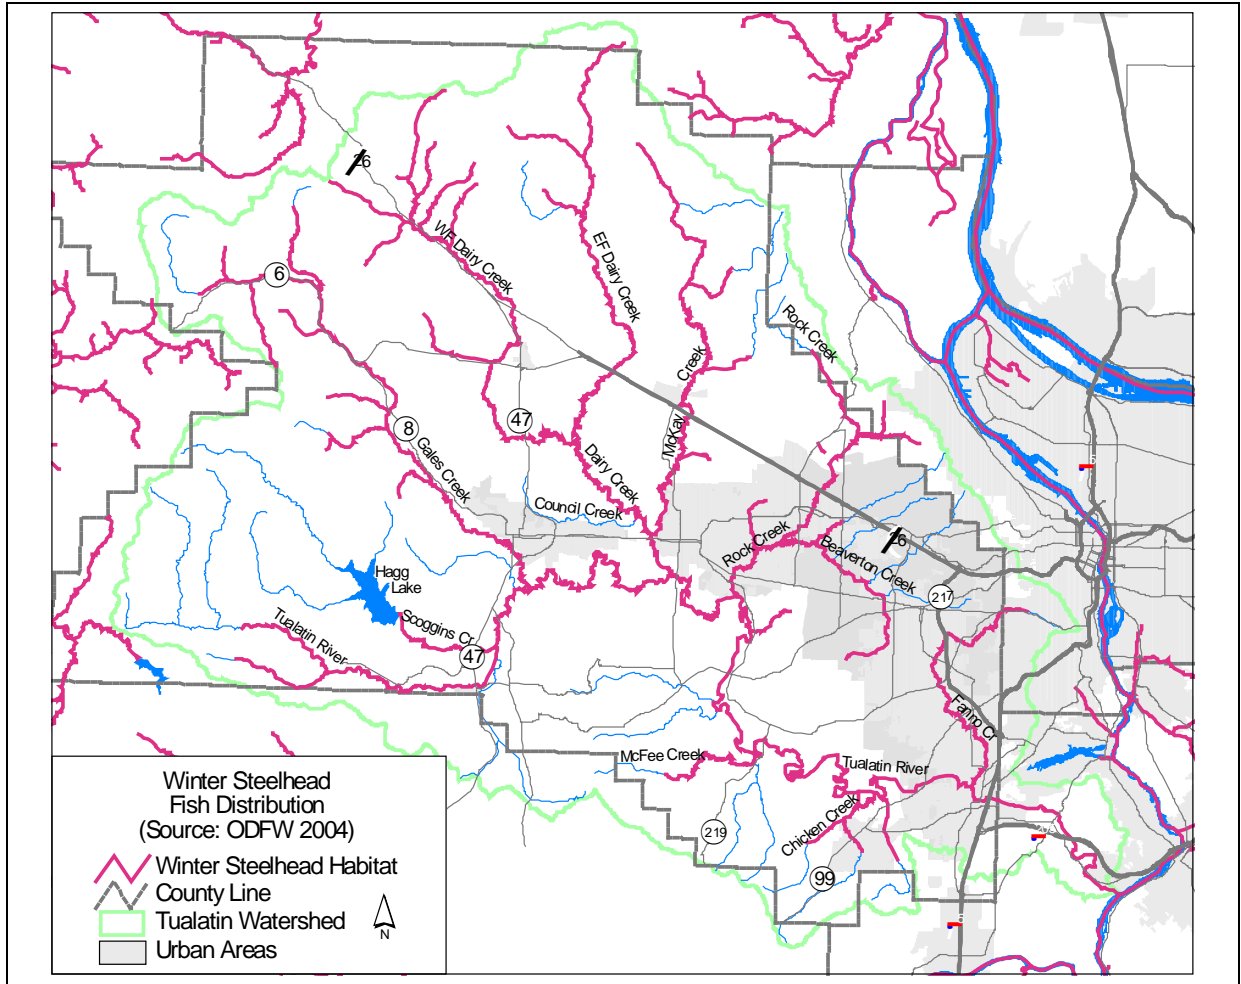 26
WF Dairy Creek
EF Dairy Creek
6
Rock Creek
McKay Creek
47
8
Gales Creek
Dairy Creek
Council Creek
Rock Creek
26
Beaverton Creek
217
Hagg
Lake
Scoggins Cr
Tualatin River
47
Fanno Cr
McFee Creek
Tualatin River
Chicken Creek
219
99
Winter Steelhead
Fish Distribution
(Source: ODFW 2004)
Winter Steelhead Habitat
County Line
Tualatin Watershed
Urban Areas
N